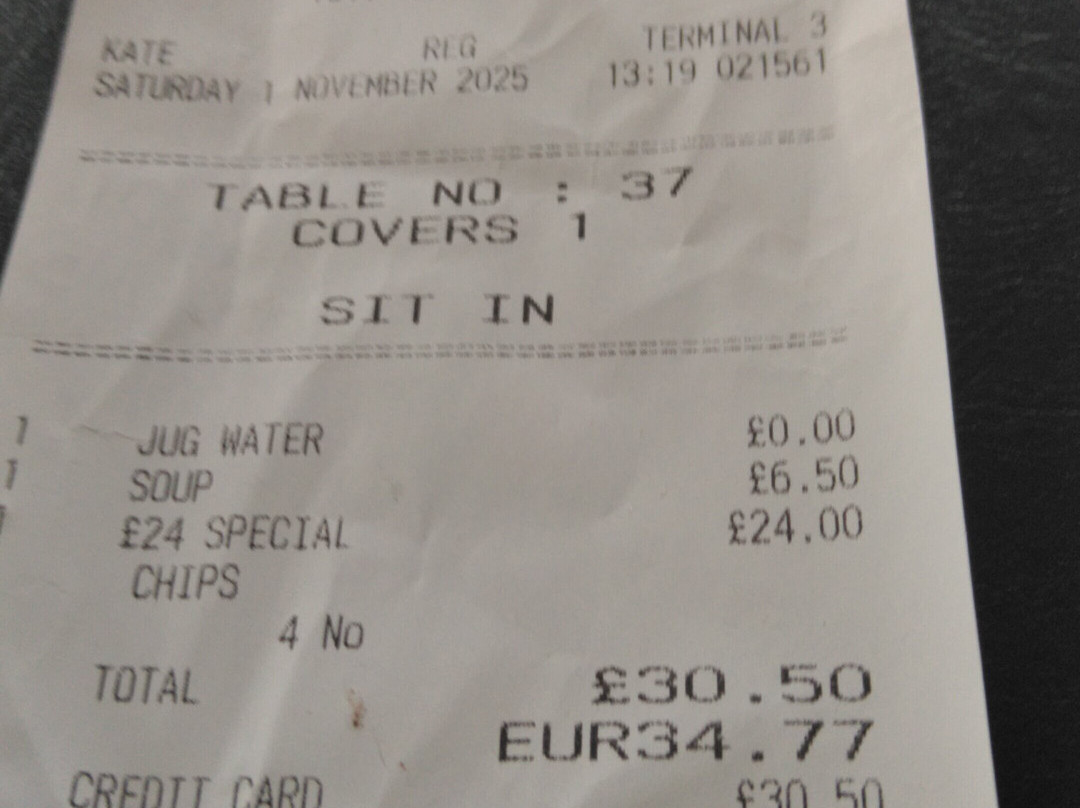 KATE REG TERMINAL 3
SATURDAY 1 NOVEMBER 2025 13:19 021561
TABLE NO : 37
COVERS 1
SIT IN
1 JUG WATER £0.00
1 SOUP £6.50
1 £24 SPECIAL £24.00
CHIPS
4 No
TOTAL £30.50
EUR34.77
CREDIT CARD £30.50